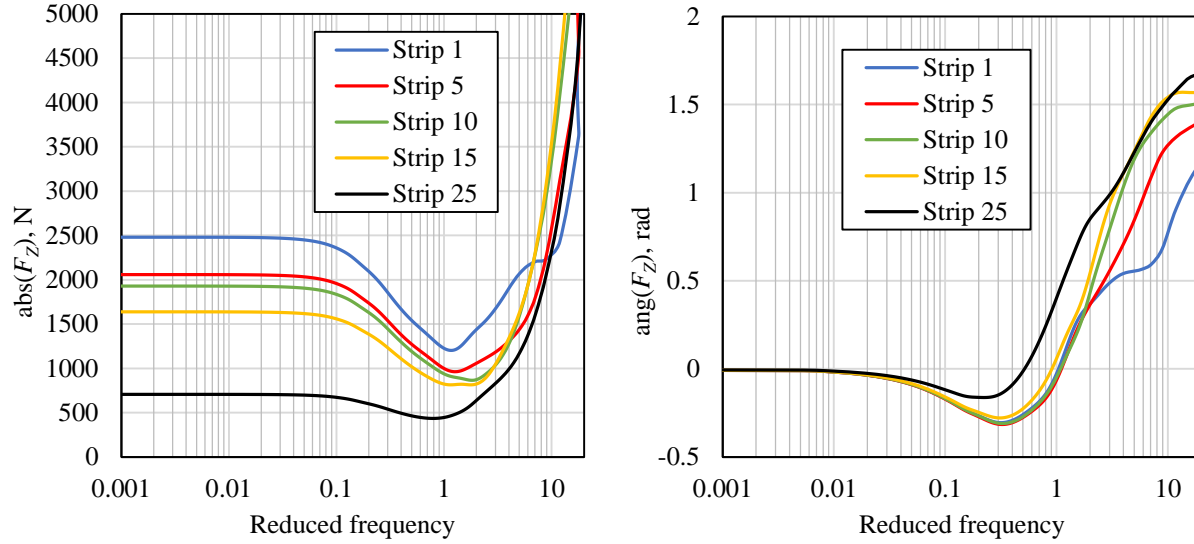 5000
4500
4000
3500
3000
2500
2000
1500
1000
500
0
abs(F_Z), N
Strip 1
Strip 5
Strip 10
Strip 15
Strip 25
0.001
0.01
0.1
1
10
Reduced frequency
2
1.5
1
0.5
0
-0.5
ang(F_Z), rad
Strip 1
Strip 5
Strip 10
Strip 15
Strip 25
0.001
0.01
0.1
1
10
Reduced frequency